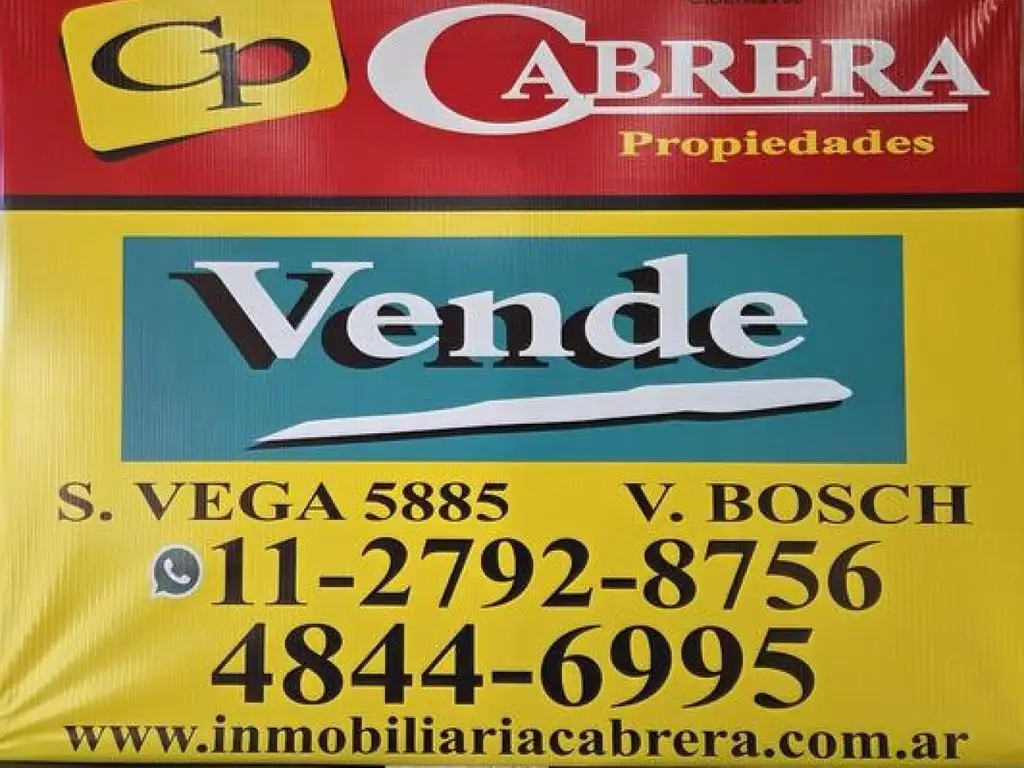 Cp
CABRERA
Propiedades
Vende
S. VEGA 5885 V. BOSCH
11-2792-8756
4844-6995
www.inmobiliariacabrera.com.ar